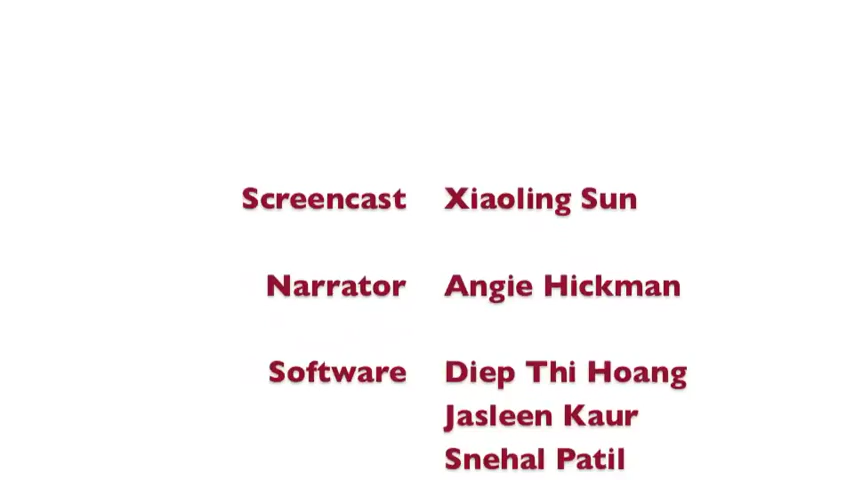 Screencast Xiaoling Sun
Narrator Angie Hickman
Software Diep Thi Hoang
Jasleen Kaur
Snehal Patil